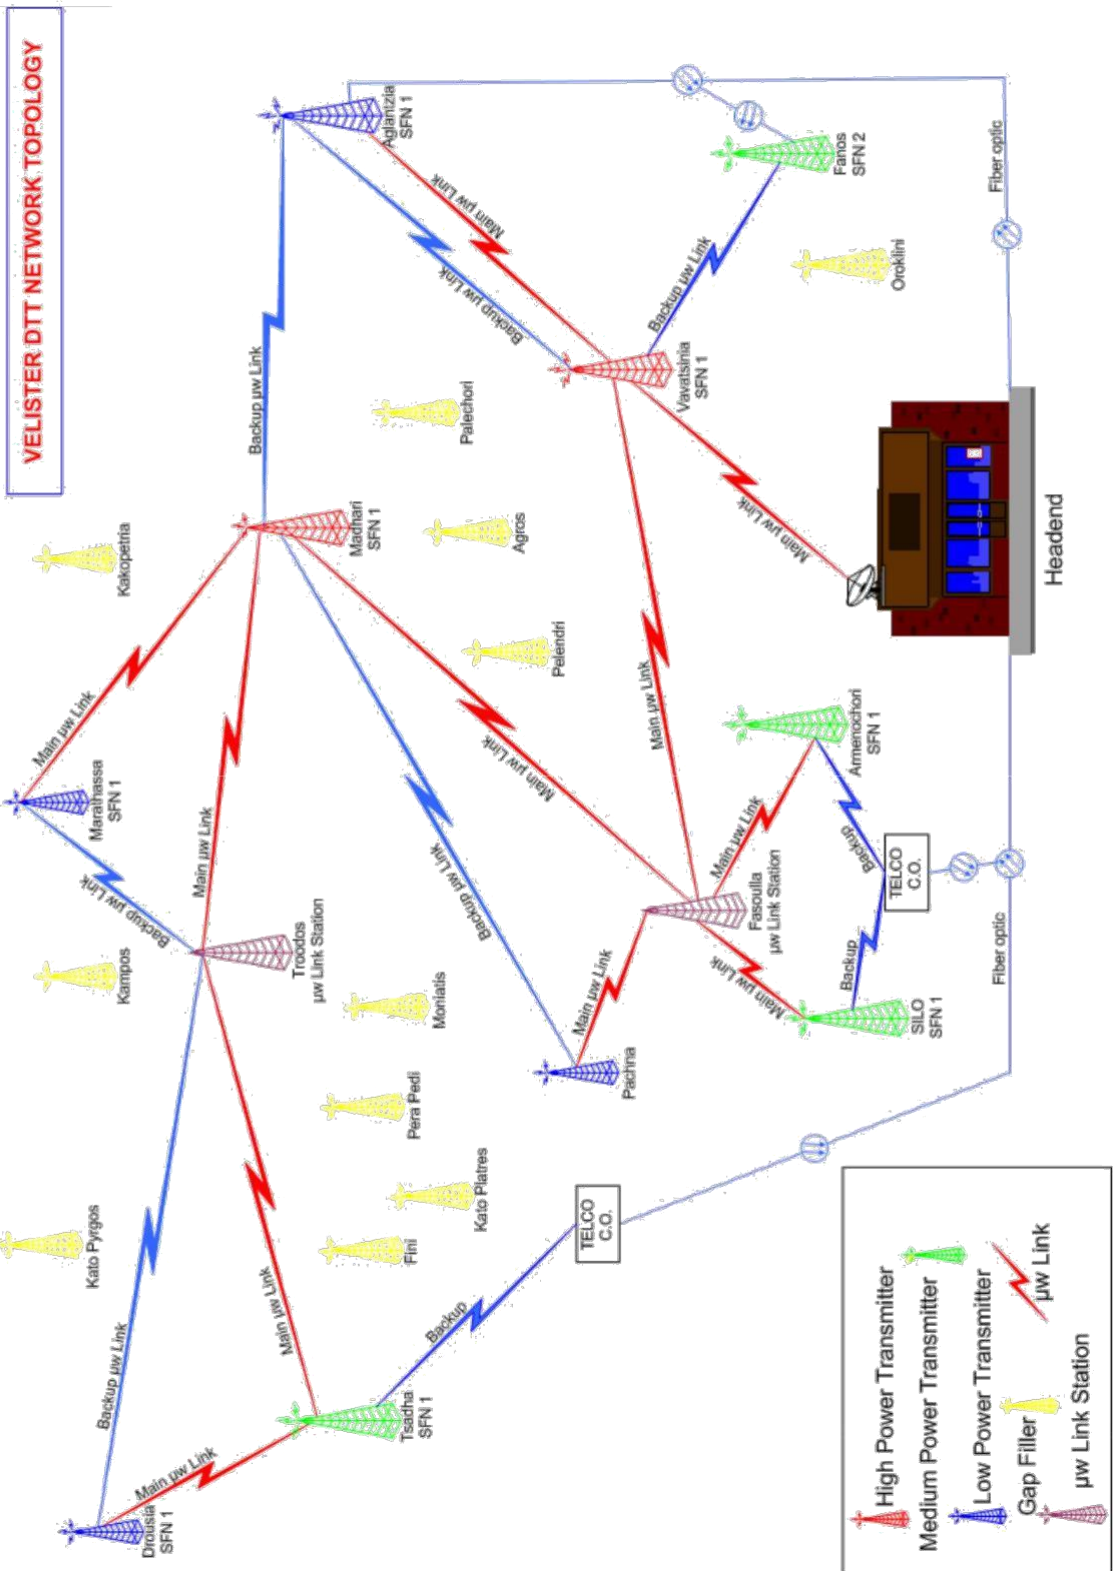 VELISTER DTT NETWORK TOPOLOGY
Kato Pyrgos
Kampos
Kakopetria
Marathassa
SFN 1
Drousia
SFN 1
Main µw Link
Backup µw Link
Backup µw Link
Main µw Link
Main µw Link
Backup µw Link
Troodos
µw Link Station
Madhari
SFN 1
Aglantzia
SFN 1
Main µw Link
Tsadha
SFN 1
Fini
Kato Platres
Pera Pedi
Moniatis
Pelendri
Agros
Palechori
Backup µw Link
Main µw Link
Backup µw Link
Main µw Link
Backup
TELCO
C.O.
Pachna
Main µw Link
Main µw Link
Vavatsinia
SFN 1
Backup µw Link
Fanos
SFN 2
Oroklini
Main µw Link
Fasoulla
µw Link Station
Main µw Link
Main µw Link
Armenochori
SFN 1
SILO
SFN 1
Backup
Backup
TELCO
C.O.
Fiber optic
Fiber optic
Headend
High Power Transmitter
Medium Power Transmitter
Low Power Transmitter
Gap Filler
µw Link
µw Link Station